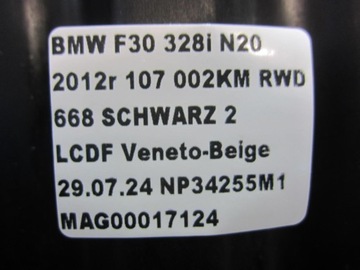 BMW F30 328i N20
2012r 107 002KM RWD
668 SCHWARZ 2
LCDF Veneto-Beige
29.07.24 NP34255M1
MAG00017124